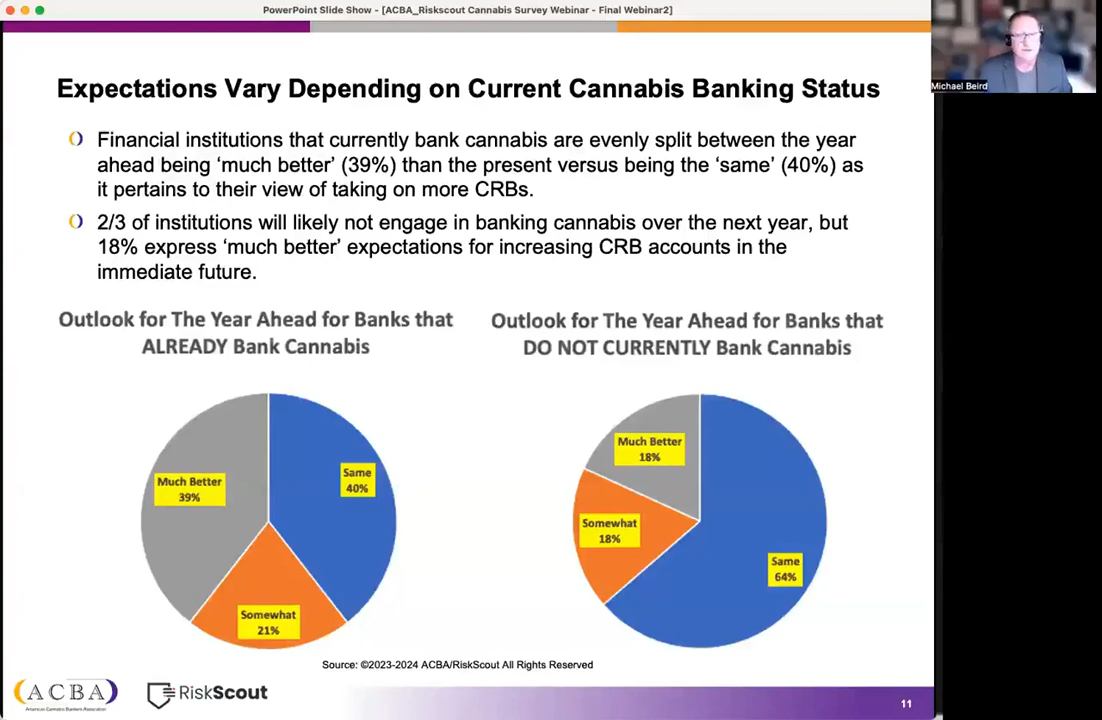 PowerPoint Slide Show - [ACBA_Riskscout Cannabis Survey Webinar - Final Webinar2]
Michael Beird
Expectations Vary Depending on Current Cannabis Banking Status
Financial institutions that currently bank cannabis are evenly split between the year
ahead being ‘much better’ (39%) than the present versus being the ‘same’ (40%) as
it pertains to their view of taking on more CRBs.
2/3 of institutions will likely not engage in banking cannabis over the next year, but
18% express ‘much better’ expectations for increasing CRB accounts in the
immediate future.
Outlook for The Year Ahead for Banks that
ALREADY Bank Cannabis
Much Better
39%
Same
40%
Somewhat
21%
Outlook for The Year Ahead for Banks that
DO NOT CURRENTLY Bank Cannabis
Much Better
18%
Somewhat
18%
Same
64%
Source: ©2023-2024 ACBA/RiskScout All Rights Reserved
ACBA
American Cannabis Bankers Association
RiskScout
11